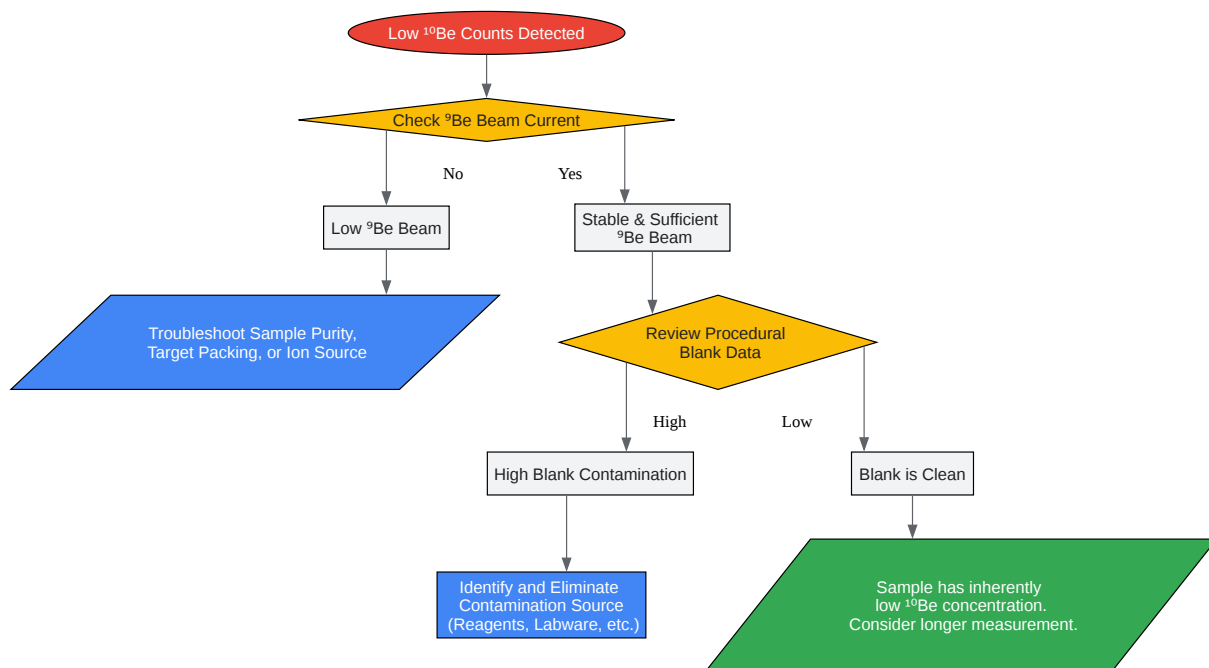 Low ¹⁰Be Counts Detected
Check ⁹Be Beam Current
No
Yes
Low ⁹Be Beam
Stable & Sufficient
⁹Be Beam
Troubleshoot Sample Purity,
Target Packing, or Ion Source
Review Procedural
Blank Data
High
Low
High Blank Contamination
Blank is Clean
Identify and Eliminate
Contamination Source
(Reagents, Labware, etc.)
Sample has inherently
low ¹⁰Be concentration.
Consider longer measurement.